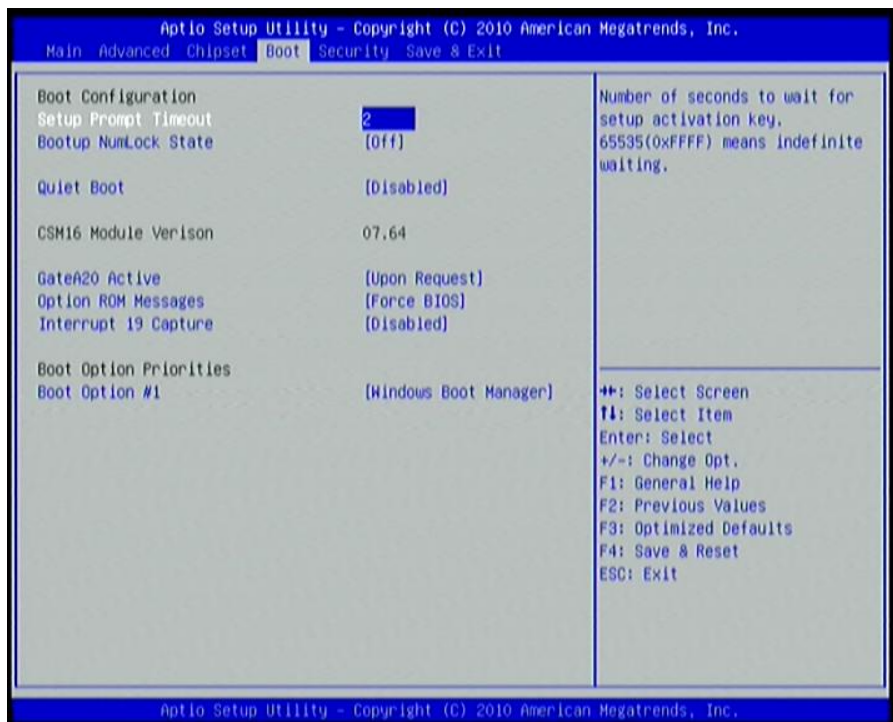 Aptio Setup Utility - Copyright (C) 2010 American Megatrends, Inc.
Main Advanced Chipset Boot Security Save & Exit
Boot Configuration
Setup Prompt Timeout 2
Bootup NumLock State [Off]
Quiet Boot [Disabled]
CSM16 Module Verison 07.64
GateA20 Active [Upon Request]
Option ROM Messages [Force BIOS]
Interrupt 19 Capture [Disabled]
Boot Option Priorities
Boot Option #1 [Windows Boot Manager]
Number of seconds to wait for
setup activation key.
65535(0xFFFF) means indefinite
waiting.
→←: Select Screen
↑↓: Select Item
Enter: Select
+/-: Change Opt.
F1: General Help
F2: Previous Values
F3: Optimized Defaults
F4: Save & Reset
ESC: Exit
Aptio Setup Utility - Copyright (C) 2010 American Megatrends, Inc.